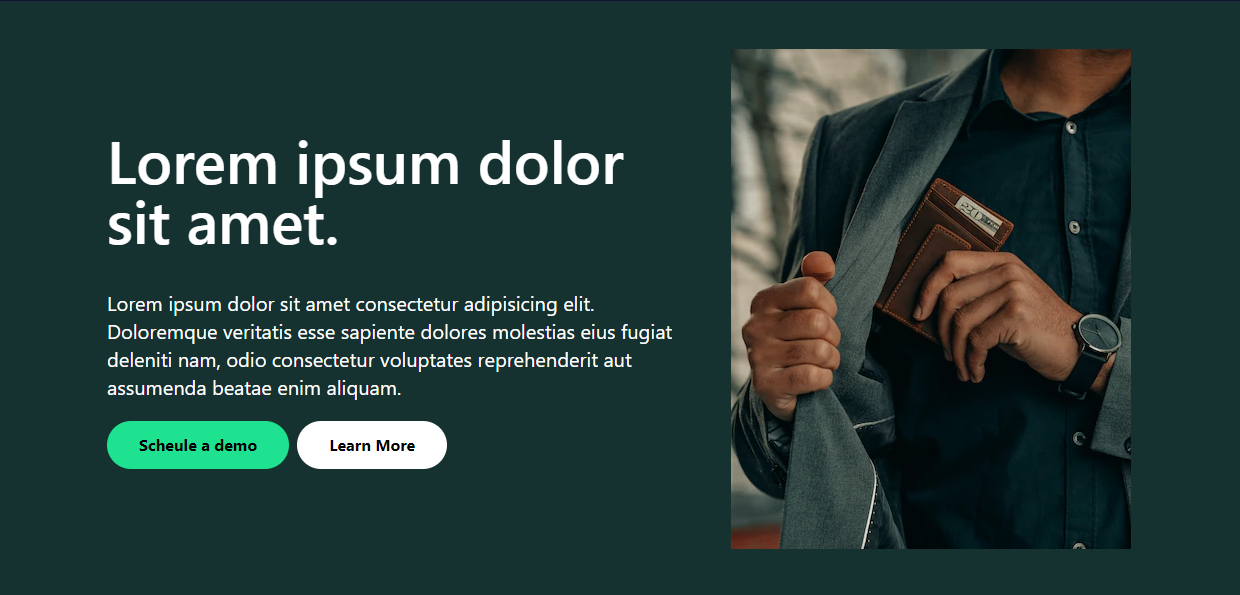 Lorem ipsum dolor
sit amet.
Lorem ipsum dolor sit amet consectetur adipisicing elit.
Doloremque veritatis esse sapiente dolores molestias eius fugiat
deleniti nam, odio consectetur voluptates reprehenderit aut
assumenda beatae enim aliquam.
Scheule a demo
Learn More